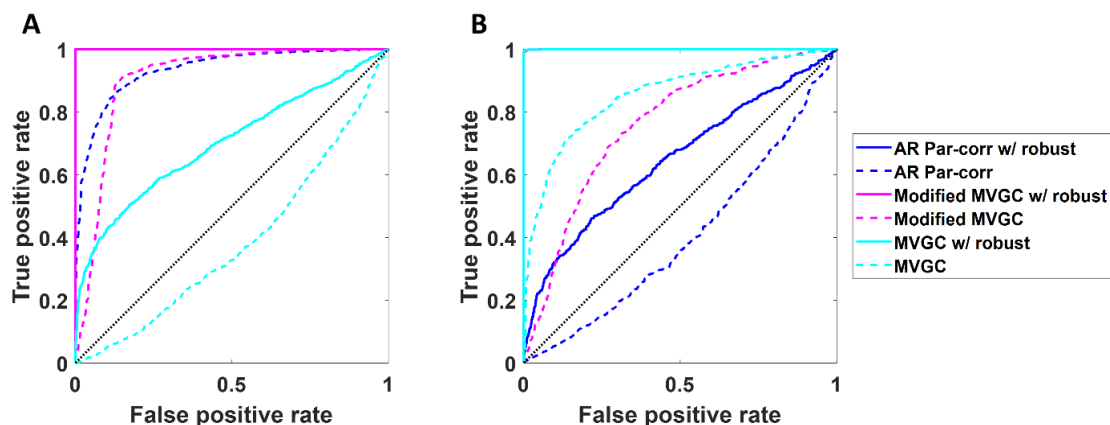 A
True positive rate
1
0.8
0.6
0.4
0.2
0
0
0.5
1
False positive rate
B
True positive rate
1
0.8
0.6
0.4
0.2
0
0
0.5
1
False positive rate
AR Par-corr w/ robust
AR Par-corr
Modified MVGC w/ robust
Modified MVGC
MVGC w/ robust
MVGC